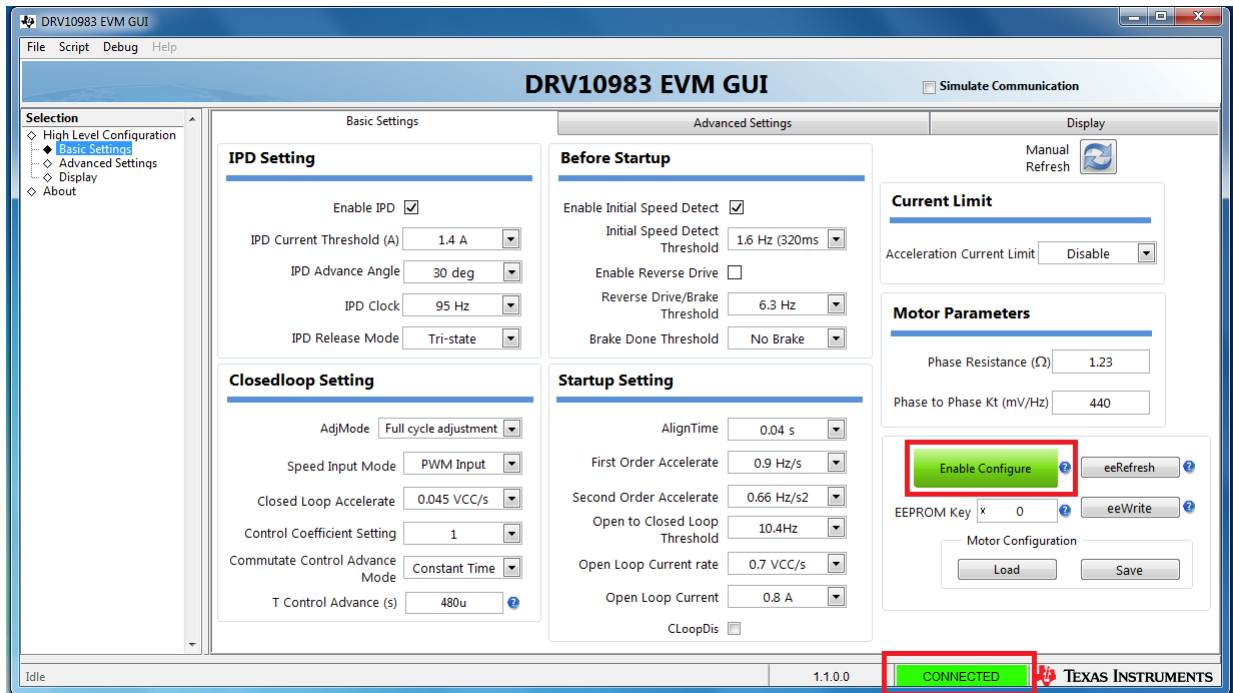 DRV10983 EVM GUI
File Script Debug Help
DRV10983 EVM GUI
Simulate Communication
Selection
High Level Configuration
Basic Settings
Advanced Settings
Display
About
Basic Settings
Advanced Settings
Display
IPD Setting
Enable IPD
IPD Current Threshold (A) 1.4 A
IPD Advance Angle 30 deg
IPD Clock 95 Hz
IPD Release Mode Tri-state
Before Startup
Enable Initial Speed Detect
Initial Speed Detect
Threshold 1.6 Hz (320ms
Enable Reverse Drive
Reverse Drive/Brake
Threshold 6.3 Hz
Brake Done Threshold No Brake
Manual
Refresh
Current Limit
Acceleration Current Limit Disable
Motor Parameters
Phase Resistance (Ω) 1.23
Phase to Phase Kt (mV/Hz) 440
Closedloop Setting
AdjMode Full cycle adjustment
Speed Input Mode PWM Input
Closed Loop Accelerate 0.045 VCC/s
Control Coefficient Setting 1
Commutate Control Advance
Mode Constant Time
T Control Advance (s) 480u ?
Startup Setting
AlignTime 0.04 s
First Order Accelerate 0.9 Hz/s
Second Order Accelerate 0.66 Hz/s2
Open to Closed Loop
Threshold 10.4Hz
Open Loop Current rate 0.7 VCC/s
Open Loop Current 0.8 A
CLoopDis
Enable Configure ? eeRefresh ?
EEPROM Key x 0 ? eeWrite ?
Motor Configuration
Load Save
Idle 1.1.0.0 CONNECTED TEXAS INSTRUMENTS